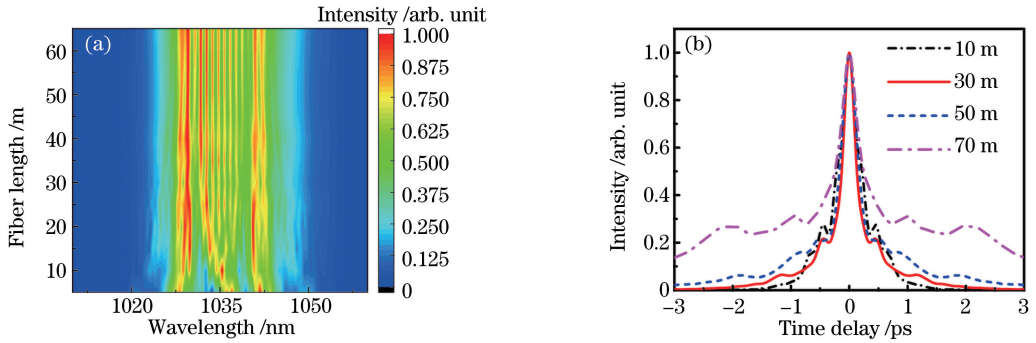 Intensity /arb. unit
(a)
60
50
40
30
20
10
Fiber length /m
1020
1035
1050
Wavelength /nm
1.000
0.875
0.750
0.625
0.500
0.375
0.250
0.125
0
(b)
10 m
30 m
50 m
70 m
1.0
0.8
0.6
0.4
0.2
0
Intensity /arb. unit
−3
−2
−1
0
1
2
3
Time delay /ps